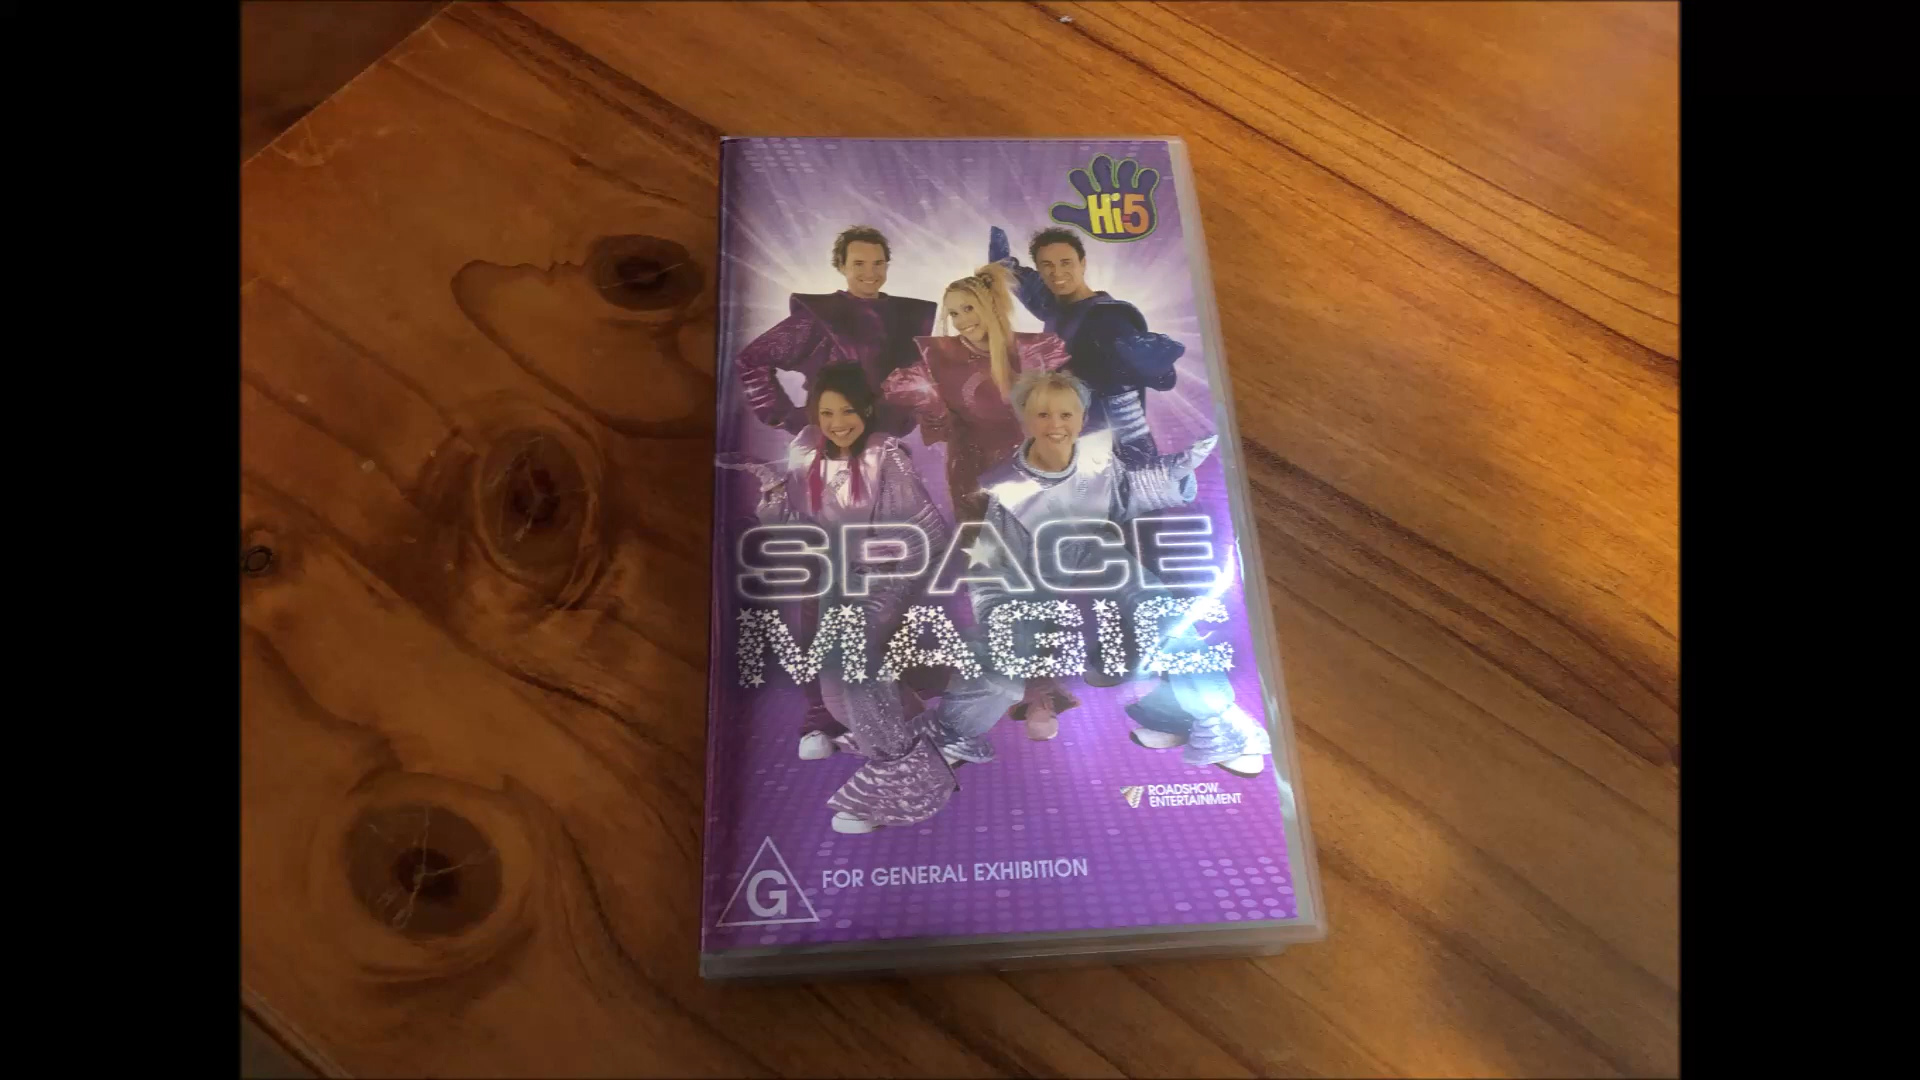 Hi-5
SPACE
MAGIC
ROADSHOW
ENTERTAINMENT
G
FOR GENERAL EXHIBITION